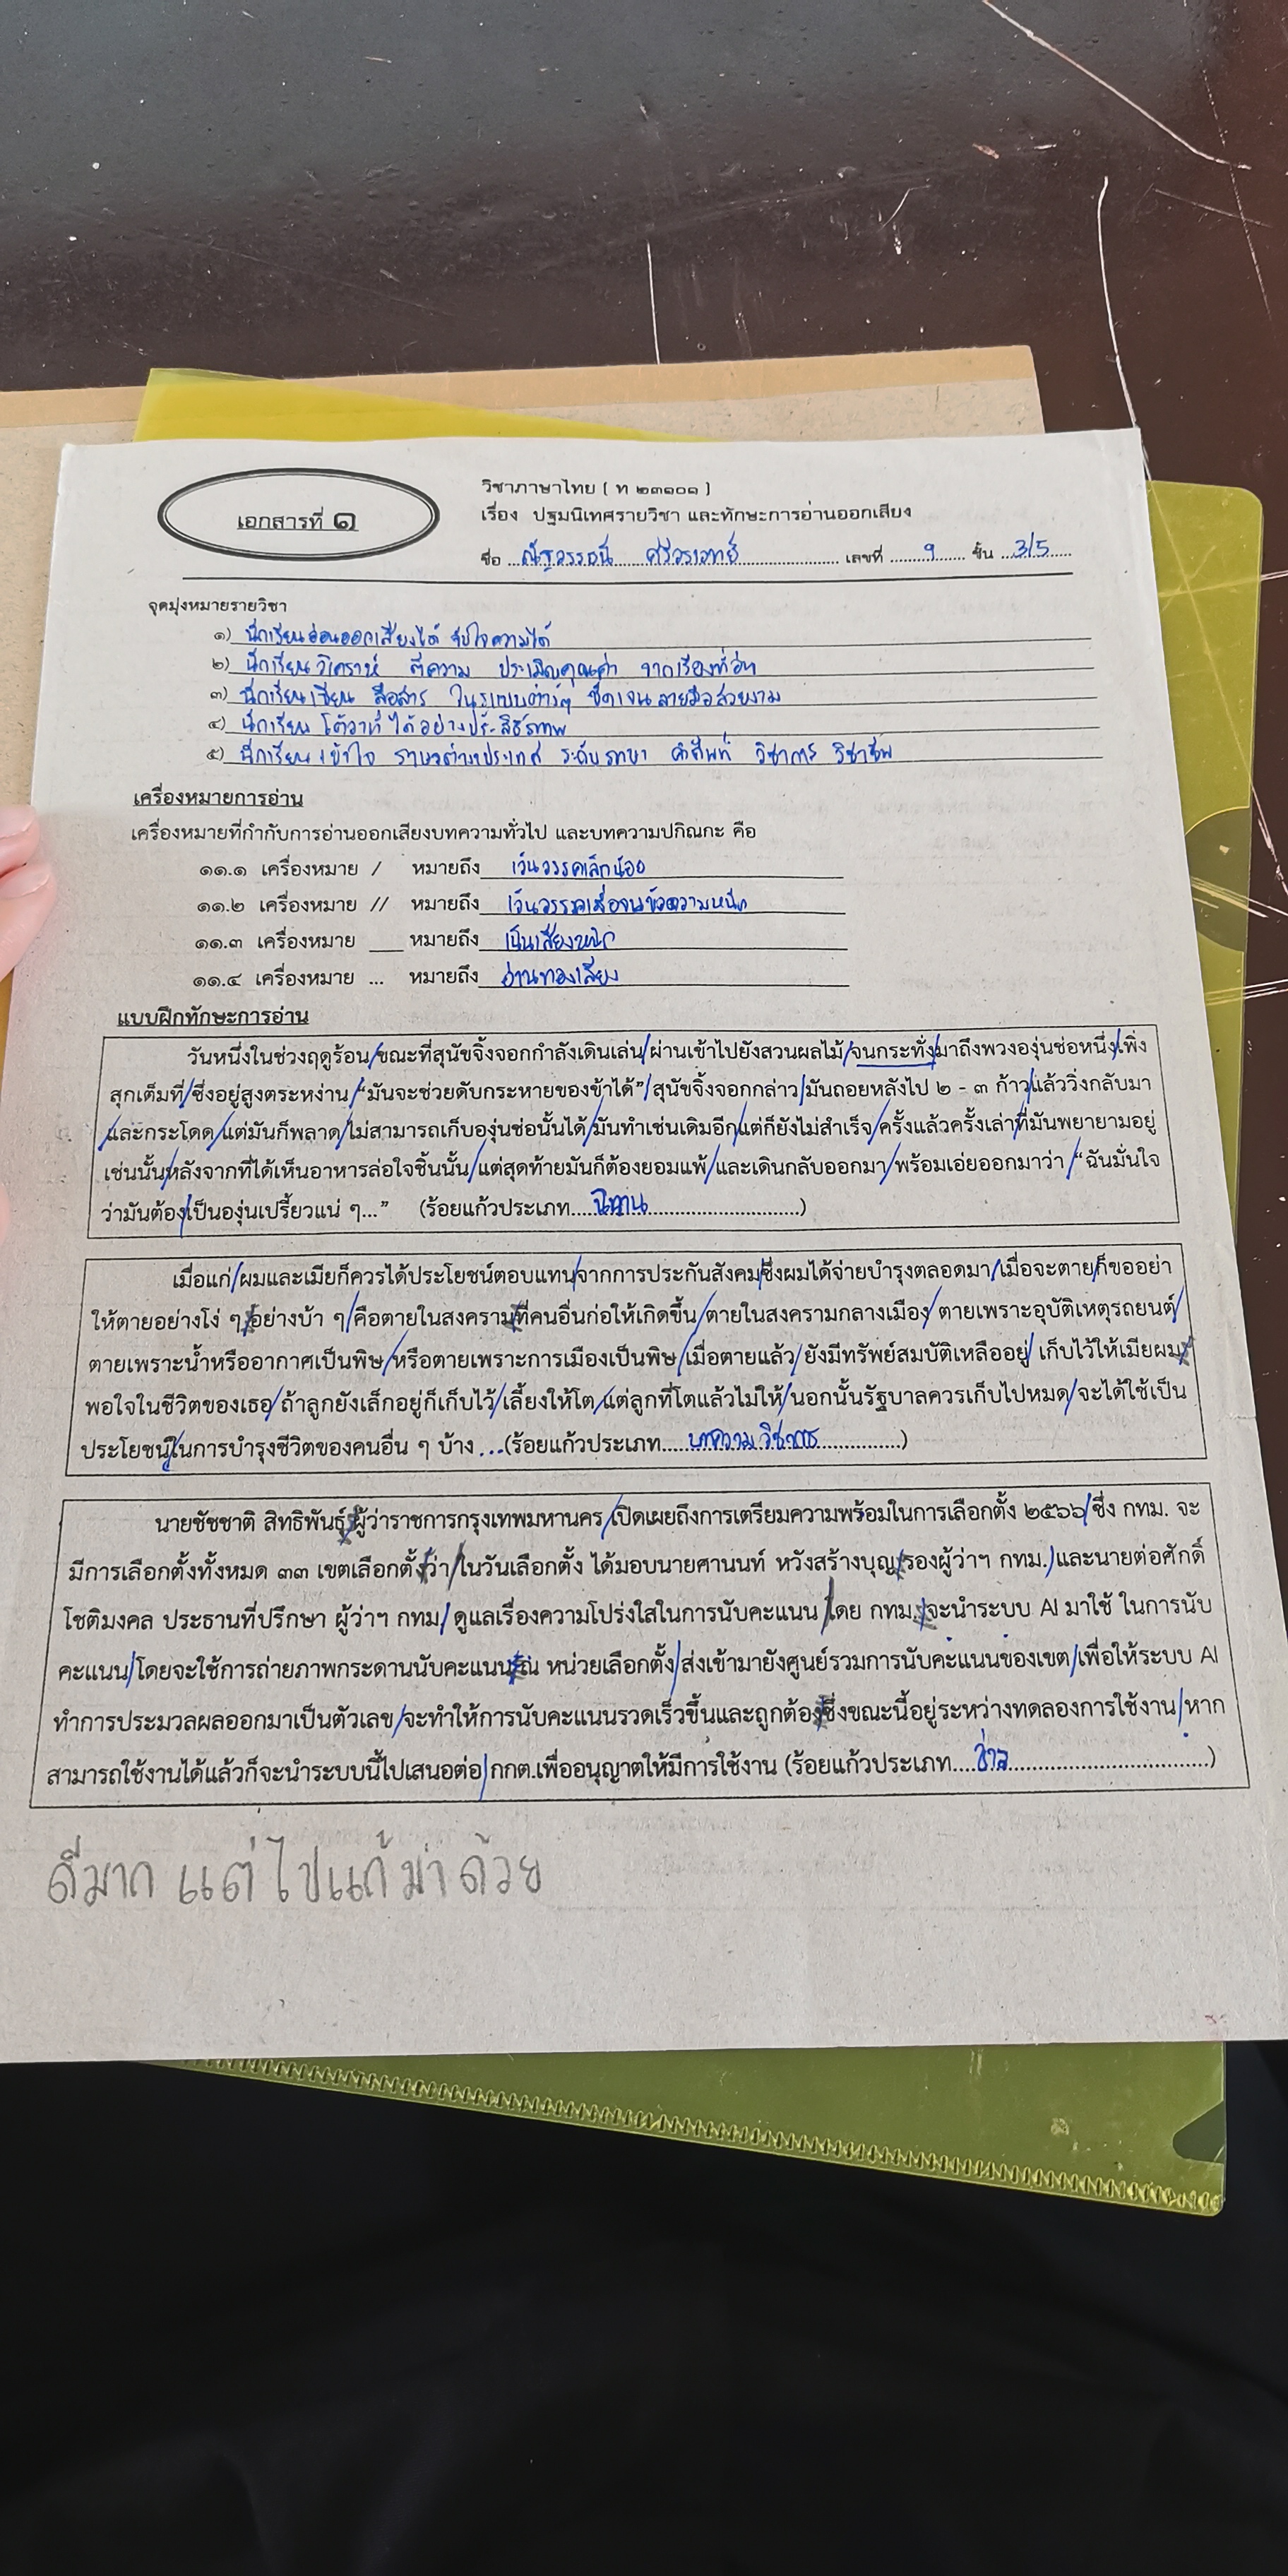 เอกสารที่ ๑
วิชาภาษาไทย ( ท ๒๓๑๐๑ )
เรื่อง ปฐมนิเทศรายวิชา และทักษะการอ่านออกเสียง
ชื่อ ........ เลขที่ ...9... ชั้น ...3/5...
จุดมุ่งหมายรายวิชา
๑) นักเรียนอ่านออกเสียงได้ จับใจความได้
๒) นักเรียนวิเคราะห์ ตีความ ประเมินคุณค่า จากเรื่องที่อ่าน
๓) นักเรียนเขียน สื่อสาร ในรูปแบบต่างๆ ชัดเจน ลายมือสวยงาม
๔) นักเรียน โต้วาที ได้อย่างประสิธิภาพ
๕) นักเรียน เข้าใจ ภาษาต่างประเทศ ระดับภาษา คำศัพท์ วิชาการ วิชาชีพ
เครื่องหมายการอ่าน
เครื่องหมายที่กำกับการอ่านออกเสียงบทความทั่วไป และบทความปกิณกะ คือ
๑๑.๑ เครื่องหมาย / หมายถึง เว้นวรรคเล็กน้อย
๑๑.๒ เครื่องหมาย // หมายถึง เว้นวรรคเมื่อจบข้อความหนึ่ง
๑๑.๓ เครื่องหมาย ___ หมายถึง เน้นเสียงหนัก
๑๑.๔ เครื่องหมาย ... หมายถึง อ่านทอดเสียง
แบบฝึกทักษะการอ่าน
วันหนึ่งในช่วงฤดูร้อน/ขณะที่สุนัขจิ้งจอกกำลังเดินเล่น/ผ่านเข้าไปยังสวนผลไม้/จนกระทั่ง/มาถึงพวงองุ่นช่อหนึ่ง/เพิ่ง
สุกเต็มที่/ซึ่งอยู่สูงตระหง่าน/“มันจะช่วยดับกระหายของข้าได้”/สุนัขจิ้งจอกกล่าว/มันถอยหลังไป ๒ - ๓ ก้าว/แล้ววิ่งกลับมา
/และกระโดด/แต่มันก็พลาด/ไม่สามารถเก็บองุ่นช่อนั้นได้/มันทำเช่นเดิมอีก/แต่ก็ยังไม่สำเร็จ/ครั้งแล้วครั้งเล่า/ที่มันพยายามอยู่
เช่นนั้น/หลังจากที่ได้เห็นอาหารล่อใจชิ้นนั้น/แต่สุดท้ายมันก็ต้องยอมแพ้/และเดินกลับออกมา/พร้อมเอ่ยออกมาว่า/“ฉันมั่นใจ
ว่ามันต้อง/เป็นองุ่นเปรี้ยวแน่ ๆ...” (ร้อยแก้วประเภท....นิทาน..........)
เมื่อแก่/ผมและเมียก็ควรได้ประโยชน์ตอบแทน/จากการประกันสังคม/ซึ่งผมได้จ่ายบำรุงตลอดมา/เมื่อจะตาย/ก็ขออย่า
ให้ตายอย่างโง่ ๆ อย่างบ้า ๆ/คือตายในสงครามที่คนอื่นก่อให้เกิดขึ้น/ตายในสงครามกลางเมือง/ตายเพราะอุบัติเหตุรถยนต์/
ตายเพราะน้ำหรืออากาศเป็นพิษ/หรือตายเพราะการเมืองเป็นพิษ/เมื่อตายแล้ว/ยังมีทรัพย์สมบัติเหลืออยู่/เก็บไว้ให้เมียผม
พอใจในชีวิตของเธอ/ถ้าลูกยังเล็กอยู่ก็เก็บไว้/เลี้ยงให้โต/แต่ลูกที่โตแล้วไม่ให้/นอกนั้นรัฐบาลควรเก็บไปหมด/จะได้ใช้เป็น
ประโยชน์/ในการบำรุงชีวิตของคนอื่น ๆ บ้าง ...(ร้อยแก้วประเภท.....บทความวิชาการ..........)
นายชัชชาติ สิทธิพันธุ์ ผู้ว่าราชการกรุงเทพมหานคร/เปิดเผยถึงการเตรียมความพร้อมในการเลือกตั้ง ๒๕๖๖/ซึ่ง กทม. จะ
มีการเลือกตั้งทั้งหมด ๓๓ เขตเลือกตั้ง ว่า/ในวันเลือกตั้ง ได้มอบนายศานนท์ หวังสร้างบุญ รองผู้ว่าฯ กทม./และนายต่อศักดิ์
โชติมงคล ประธานที่ปรึกษา ผู้ว่าฯ กทม/ ดูแลเรื่องความโปร่งใสในการนับคะแนน/โดย กทม. จะนำระบบ AI มาใช้ ในการนับ
คะแนน/โดยจะใช้การถ่ายภาพกระดานนับคะแนน ณ หน่วยเลือกตั้ง/ส่งเข้ามายังศูนย์รวมการนับคะแนนของเขต/เพื่อให้ระบบ AI
ทำการประมวลผลออกมาเป็นตัวเลข/จะทำให้การนับคะแนนรวดเร็วขึ้นและถูกต้อง ซึ่งขณะนี้อยู่ระหว่างทดลองการใช้งาน/หาก
สามารถใช้งานได้แล้วก็จะนำระบบนี้ไปเสนอต่อ/กกต.เพื่ออนุญาตให้มีการใช้งาน (ร้อยแก้วประเภท....ข่าว..........)
ดีมาก แต่ไปแก้มาด้วย